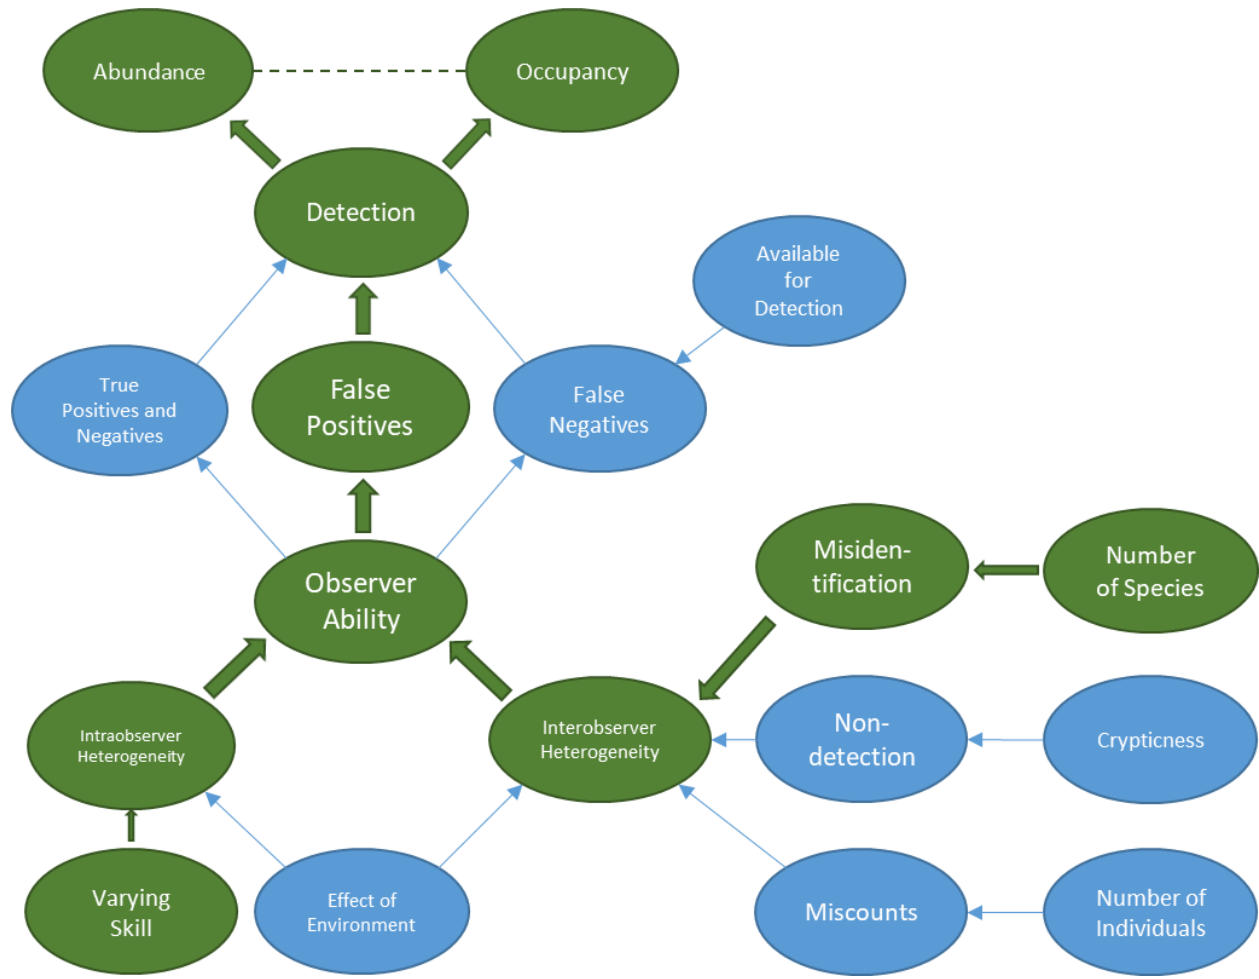 Abundance
Occupancy
Detection
Available
for
Detection
True
Positives and
Negatives
False
Positives
False
Negatives
Misiden-
tification
Number
of Species
Observer
Ability
Intraobserver
Heterogeneity
Interobserver
Heterogeneity
Non-
detection
Crypticness
Varying
Skill
Effect of
Environment
Miscounts
Number of
Individuals